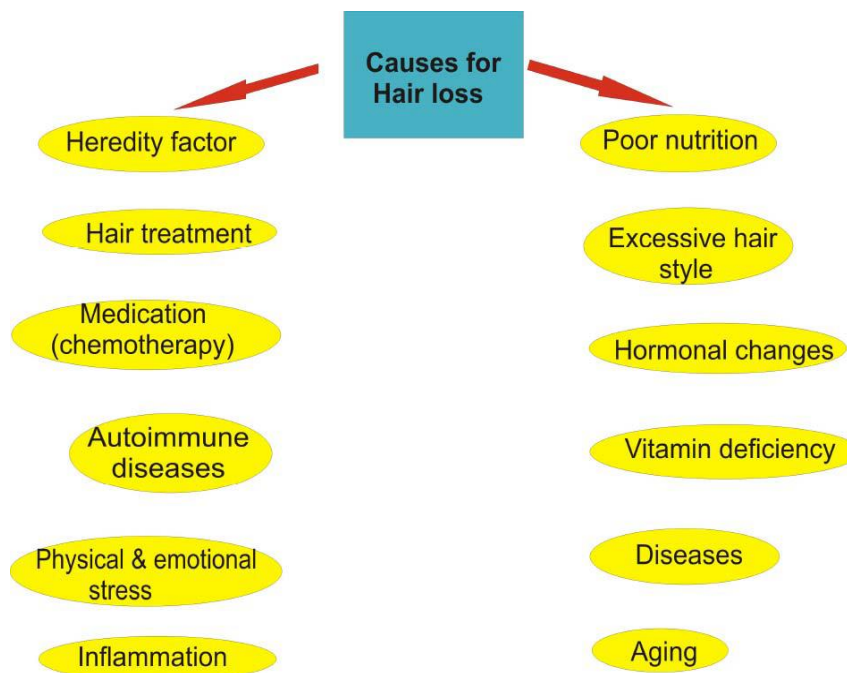 Causes for
Hair loss
Heredity factor
Hair treatment
Medication
(chemotherapy)
Autoimmune
diseases
Physical & emotional
stress
Inflammation
Poor nutrition
Excessive hair
style
Hormonal changes
Vitamin deficiency
Diseases
Aging